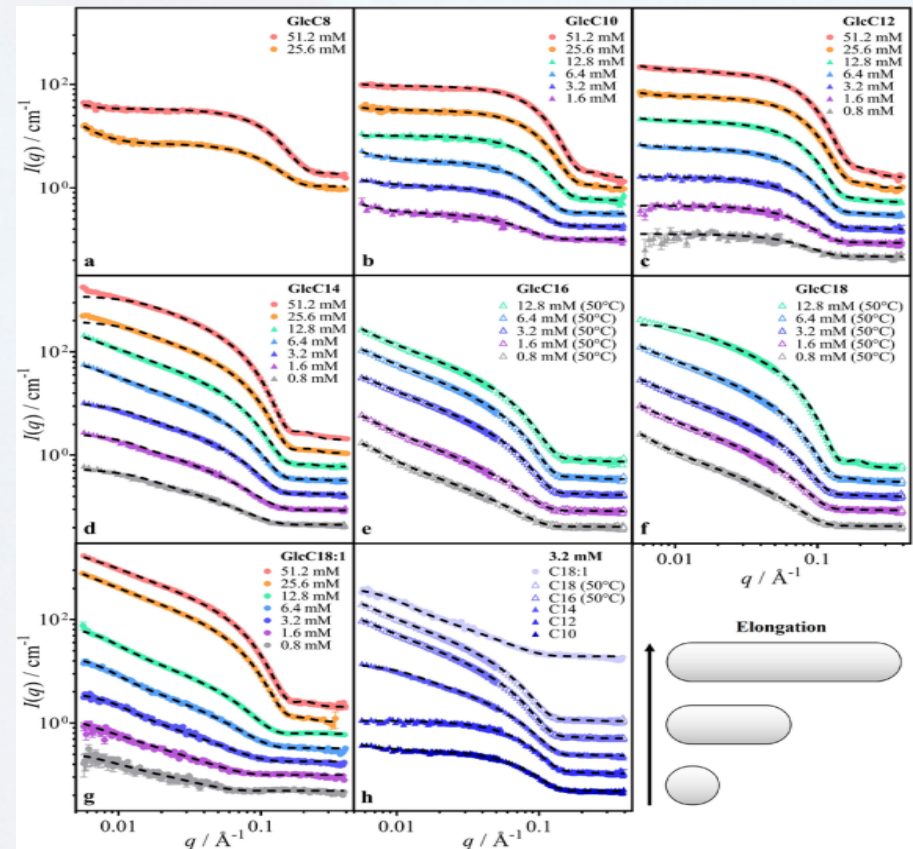 GlcC8
51.2 mM
25.6 mM
a
GlcC10
51.2 mM
25.6 mM
12.8 mM
6.4 mM
3.2 mM
1.6 mM
b
GlcC12
51.2 mM
25.6 mM
12.8 mM
6.4 mM
3.2 mM
1.6 mM
0.8 mM
c
10²
10⁰
I(q) / cm⁻¹
GlcC14
51.2 mM
25.6 mM
12.8 mM
6.4 mM
3.2 mM
1.6 mM
0.8 mM
d
GlcC16
12.8 mM (50°C)
6.4 mM (50°C)
3.2 mM (50°C)
1.6 mM (50°C)
0.8 mM (50°C)
e
GlcC18
12.8 mM (50°C)
6.4 mM (50°C)
3.2 mM (50°C)
1.6 mM (50°C)
0.8 mM (50°C)
f
10²
10⁰
I(q) / cm⁻¹
0.01
0.1
q / Å⁻¹
GlcC18:1
51.2 mM
25.6 mM
12.8 mM
6.4 mM
3.2 mM
1.6 mM
0.8 mM
g
3.2 mM
C18:1
C18 (50°C)
C16 (50°C)
C14
C12
C10
h
10²
10⁰
I(q) / cm⁻¹
0.01
0.1
q / Å⁻¹
0.01
0.1
q / Å⁻¹
Elongation